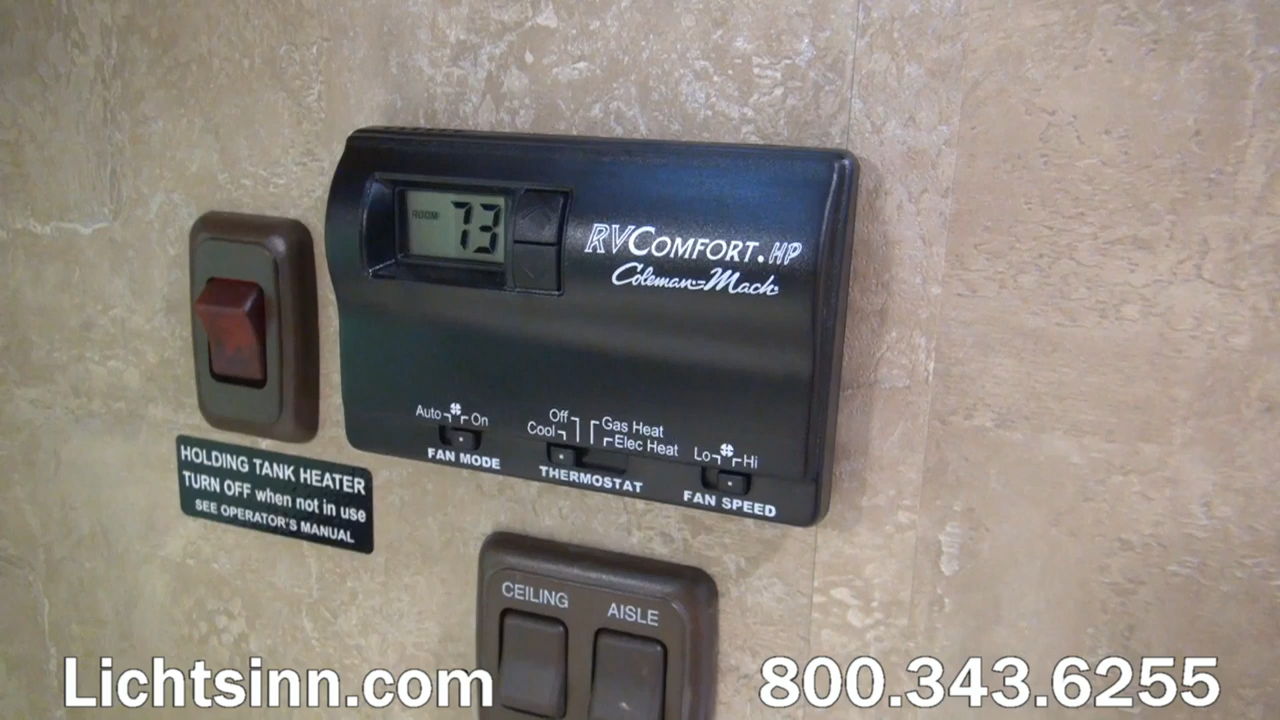 ROOM 73
RVCOMFORT.HP
Coleman-Mach
Auto On
FAN MODE
Off Gas Heat
Cool Elec Heat
THERMOSTAT
Lo Hi
FAN SPEED
HOLDING TANK HEATER
TURN OFF when not in use
SEE OPERATOR'S MANUAL
CEILING AISLE
Lichtsinn.com 800.343.6255